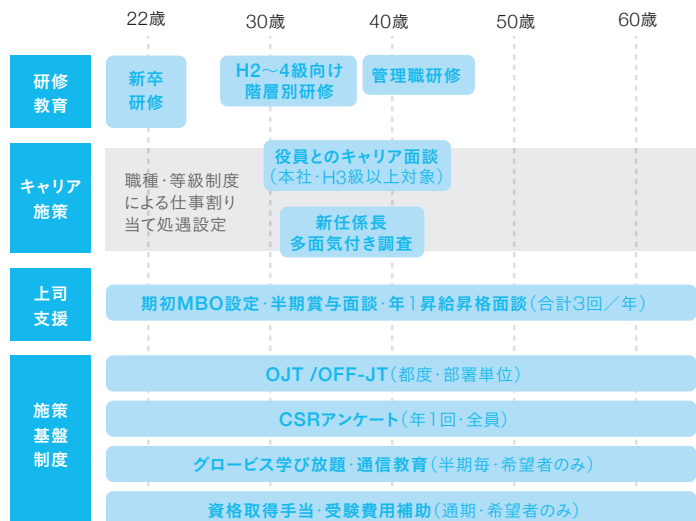 22歳
30歳
40歳
50歳
60歳
研修
教育
新卒
研修
H2〜4級向け
階層別研修
管理職研修
キャリア
施策
職種・等級制度
による仕事割り
当て処遇設定
役員とのキャリア面談
(本社・H3級以上対象)
新任係長
多面気付き調査
上司
支援
期初MBO設定・半期賞与面談・年1昇給昇格面談(合計3回／年)
施策
基盤
制度
OJT /OFF-JT(都度・部署単位)
CSRアンケート(年1回・全員)
グロービス学び放題・通信教育(半期毎・希望者のみ)
資格取得手当・受験費用補助(通期・希望者のみ)